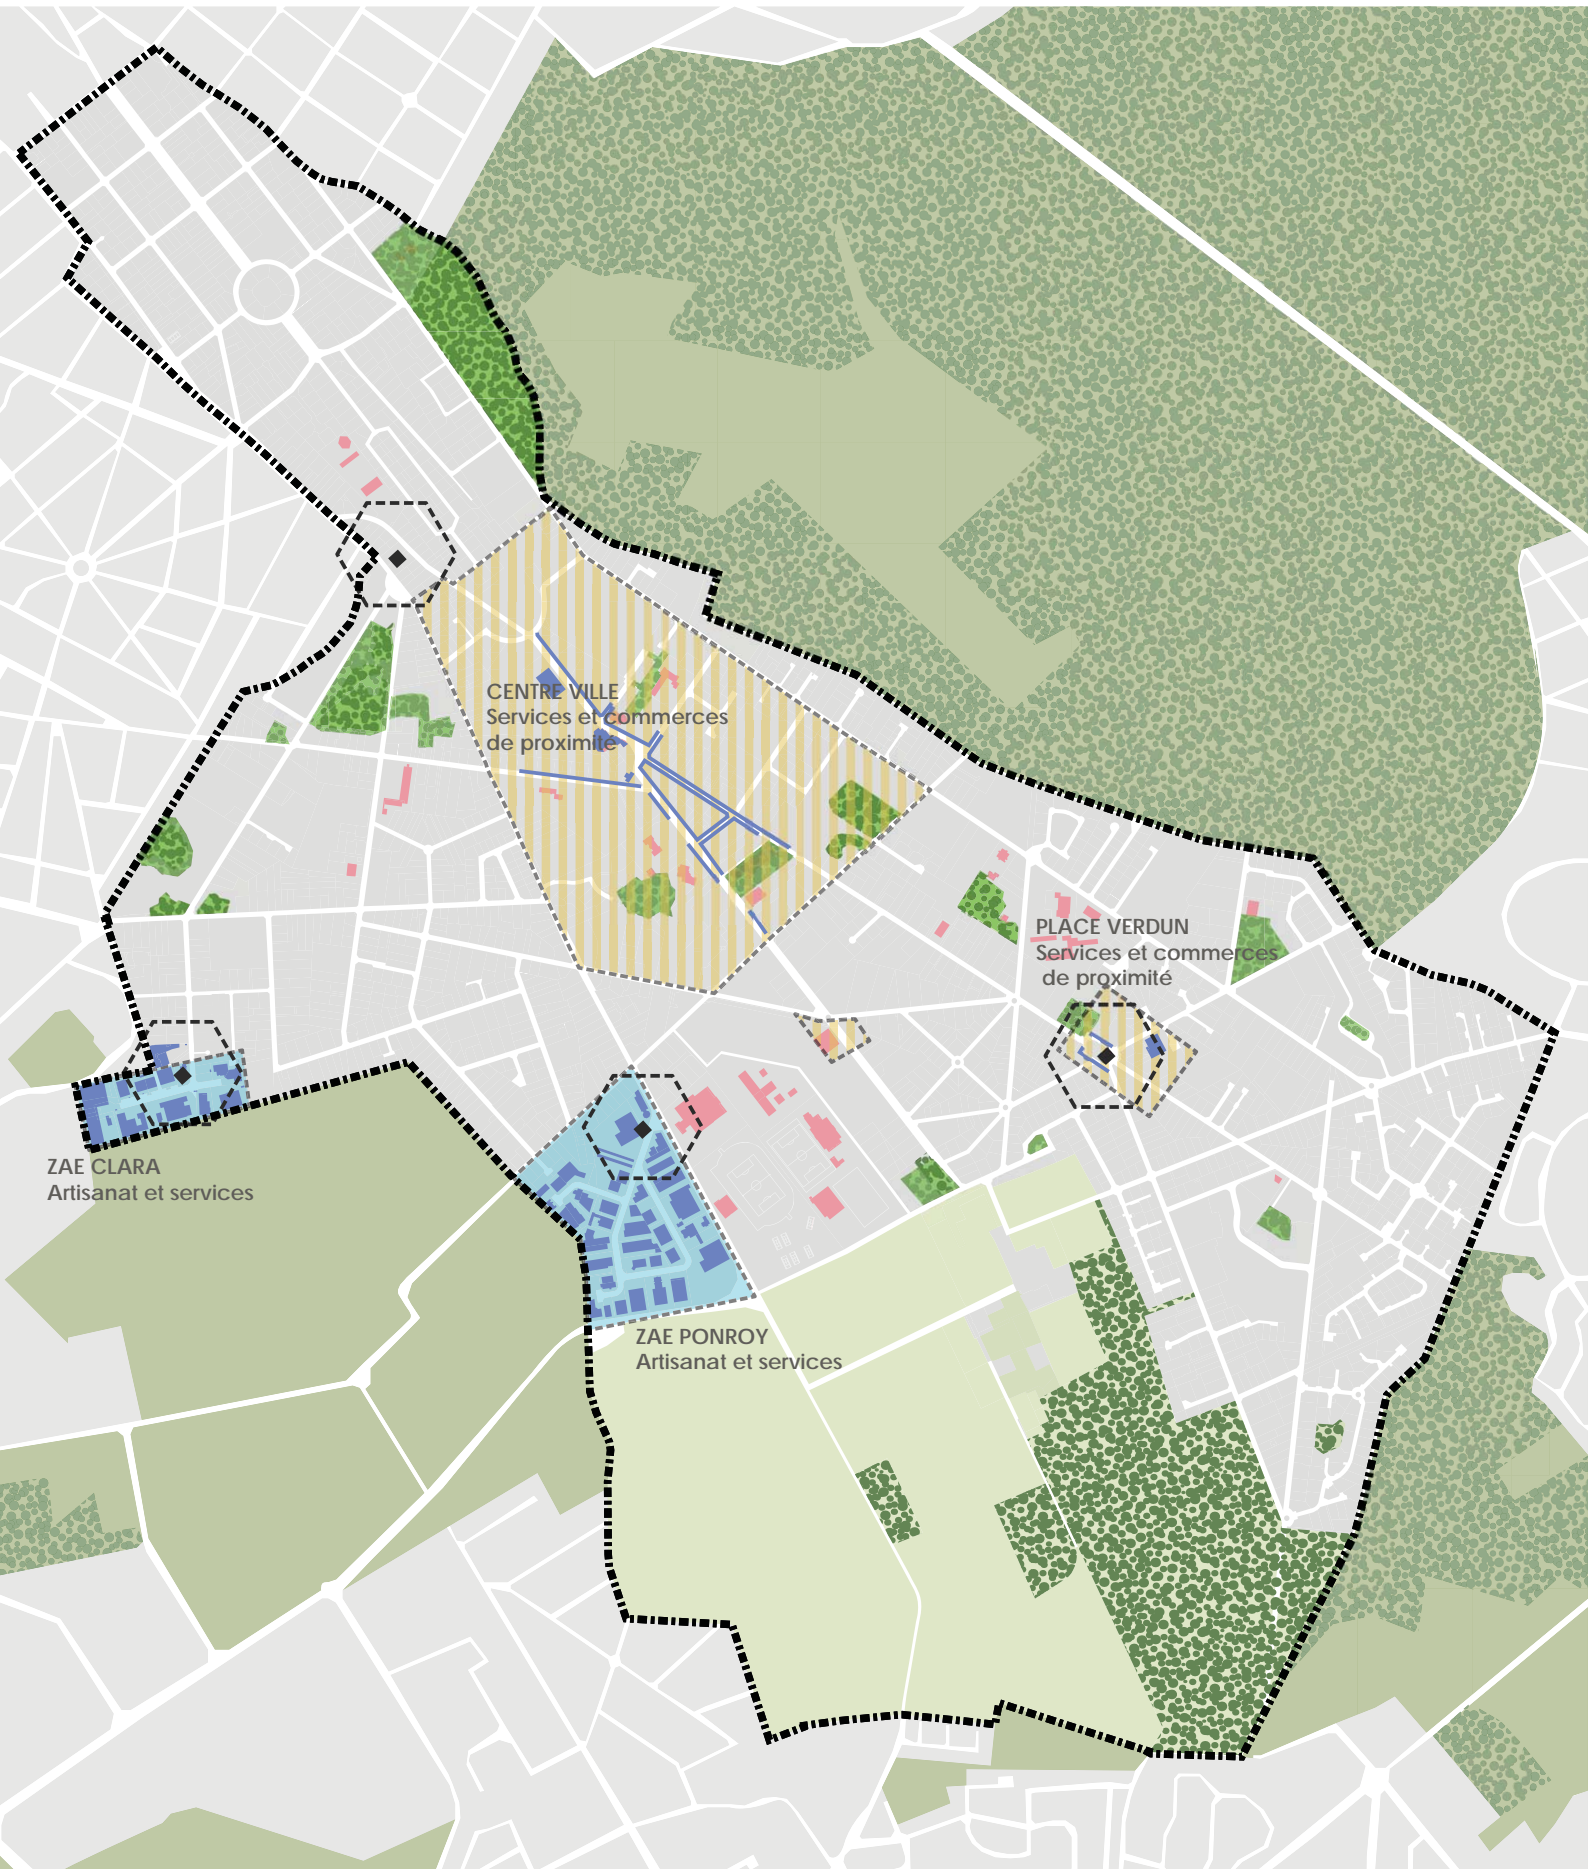 CENTRE VILLE
Services et commerces
de proximité
PLACE VERDUN
Services et commerces
de proximité
ZAE CLARA
Artisanat et services
ZAE PONROY
Artisanat et services